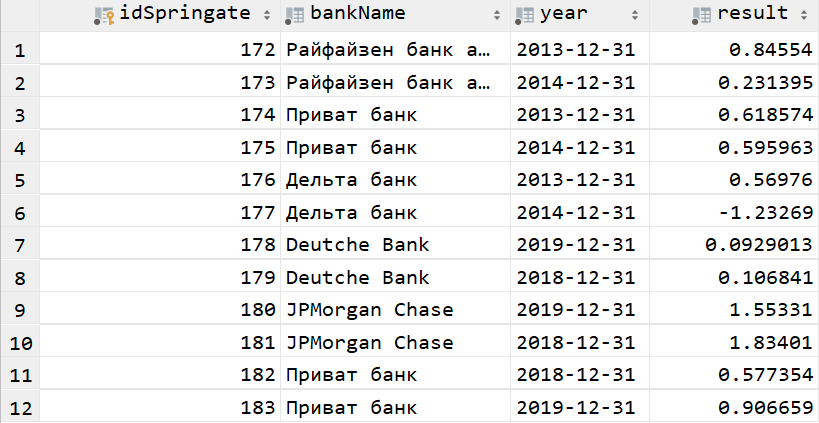 idSpringate bankName year result
1 172 Райфайзен банк а… 2013-12-31 0.84554
2 173 Райфайзен банк а… 2014-12-31 0.231395
3 174 Приват банк 2013-12-31 0.618574
4 175 Приват банк 2014-12-31 0.595963
5 176 Дельта банк 2013-12-31 0.56976
6 177 Дельта банк 2014-12-31 -1.23269
7 178 Deutche Bank 2019-12-31 0.0929013
8 179 Deutche Bank 2018-12-31 0.106841
9 180 JPMorgan Chase 2019-12-31 1.55331
10 181 JPMorgan Chase 2018-12-31 1.83401
11 182 Приват банк 2018-12-31 0.577354
12 183 Приват банк 2019-12-31 0.906659